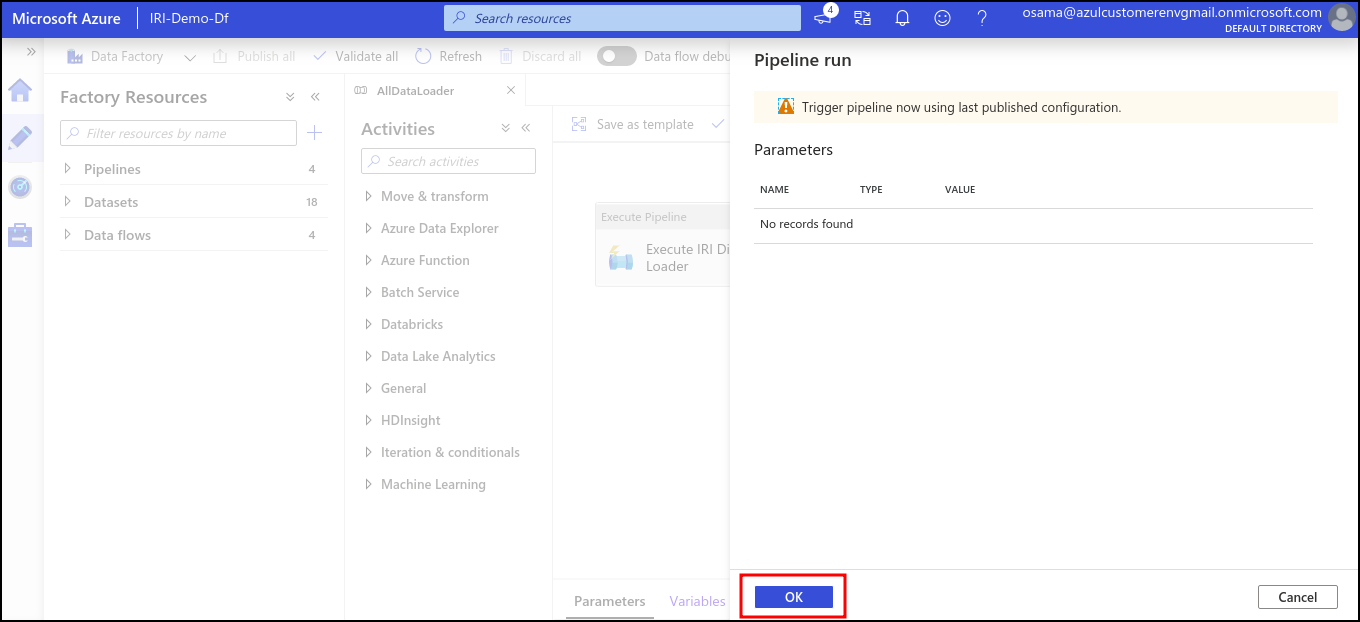 Microsoft Azure
IRI-Demo-Df
Search resources
4
?
osama@azulcustomerenvgmail.onmicrosoft.com
DEFAULT DIRECTORY
Data Factory
Publish all
Validate all
Refresh
Discard all
Data flow debu
Factory Resources
Filter resources by name
Pipelines 4
Datasets 18
Data flows 4
AllDataLoader
Activities
Search activities
Move & transform
Azure Data Explorer
Azure Function
Batch Service
Databricks
Data Lake Analytics
General
HDInsight
Iteration & conditionals
Machine Learning
Save as template
Execute Pipeline
Execute IRI Di
Loader
Parameters
Variables
Pipeline run
Trigger pipeline now using last published configuration.
Parameters
NAME TYPE VALUE
No records found
OK
Cancel